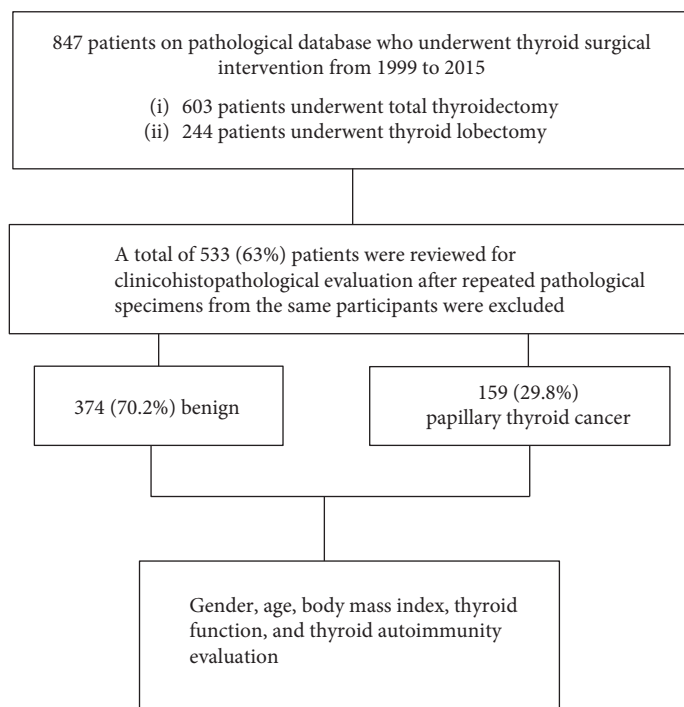 847 patients on pathological database who underwent thyroid surgical
intervention from 1999 to 2015
(i) 603 patients underwent total thyroidectomy
(ii) 244 patients underwent thyroid lobectomy
A total of 533 (63%) patients were reviewed for
clinicohistopathological evaluation after repeated pathological
specimens from the same participants were excluded
374 (70.2%) benign
159 (29.8%)
papillary thyroid cancer
Gender, age, body mass index, thyroid
function, and thyroid autoimmunity
evaluation